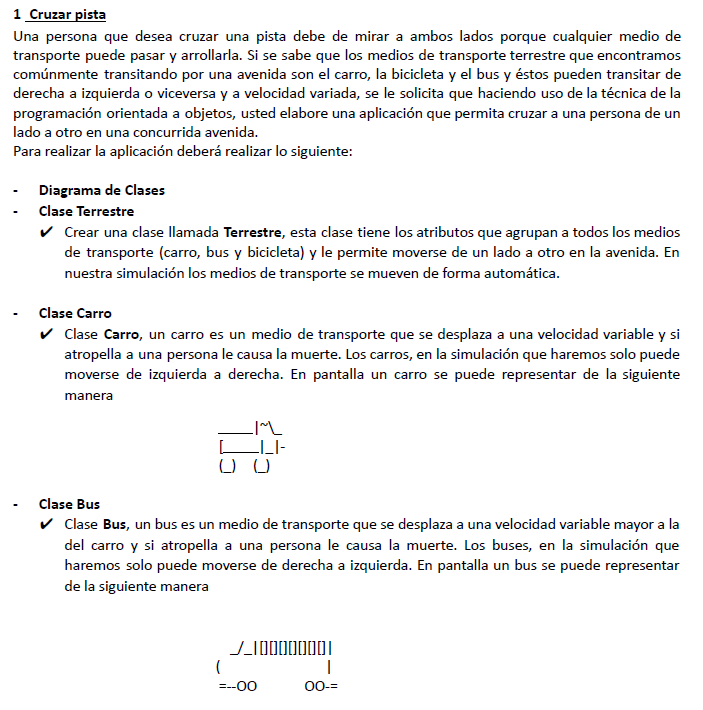 1 Cruzar pista
Una persona que desea cruzar una pista debe de mirar a ambos lados porque cualquier medio de
transporte puede pasar y arrollarla. Si se sabe que los medios de transporte terrestre que encontramos
comúnmente transitando por una avenida son el carro, la bicicleta y el bus y éstos pueden transitar de
derecha a izquierda o viceversa y a velocidad variada, se le solicita que haciendo uso de la técnica de la
programación orientada a objetos, usted elabore una aplicación que permita cruzar a una persona de un
lado a otro en una concurrida avenida.
Para realizar la aplicación deberá realizar lo siguiente:
- Diagrama de Clases
- Clase Terrestre
✔ Crear una clase llamada Terrestre, esta clase tiene los atributos que agrupan a todos los medios
de transporte (carro, bus y bicicleta) y le permite moverse de un lado a otro en la avenida. En
nuestra simulación los medios de transporte se mueven de forma automática.
- Clase Carro
✔ Clase Carro, un carro es un medio de transporte que se desplaza a una velocidad variable y si
atropella a una persona le causa la muerte. Los carros, en la simulación que haremos solo puede
moverse de izquierda a derecha. En pantalla un carro se puede representar de la siguiente
manera
_____|~\_
[_____|_|-
(_) (_)
- Clase Bus
✔ Clase Bus, un bus es un medio de transporte que se desplaza a una velocidad variable mayor a la
del carro y si atropella a una persona le causa la muerte. Los buses, en la simulación que
haremos solo puede moverse de derecha a izquierda. En pantalla un bus se puede representar
de la siguiente manera
_/_|[][][][][][][]|
( |
=--OO OO-=